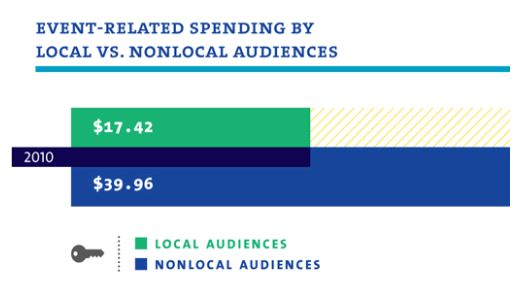 EVENT-RELATED SPENDING BY
LOCAL VS. NONLOCAL AUDIENCES
$17.42
2010
$39.96
LOCAL AUDIENCES
NONLOCAL AUDIENCES